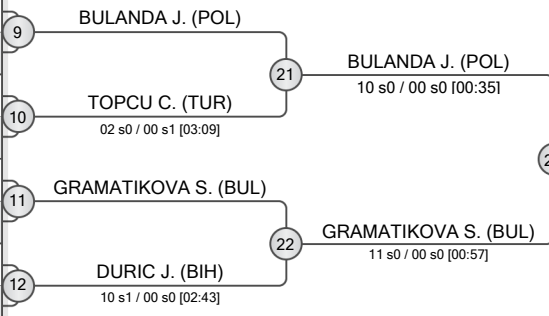 9
BULANDA J. (POL)
21
BULANDA J. (POL)
10 s0 / 00 s0 [00:35]
10
TOPCU C. (TUR)
02 s0 / 00 s1 [03:09]
11
GRAMATIKOVA S. (BUL)
22
GRAMATIKOVA S. (BUL)
11 s0 / 00 s0 [00:57]
12
DURIC J. (BIH)
10 s1 / 00 s0 [02:43]